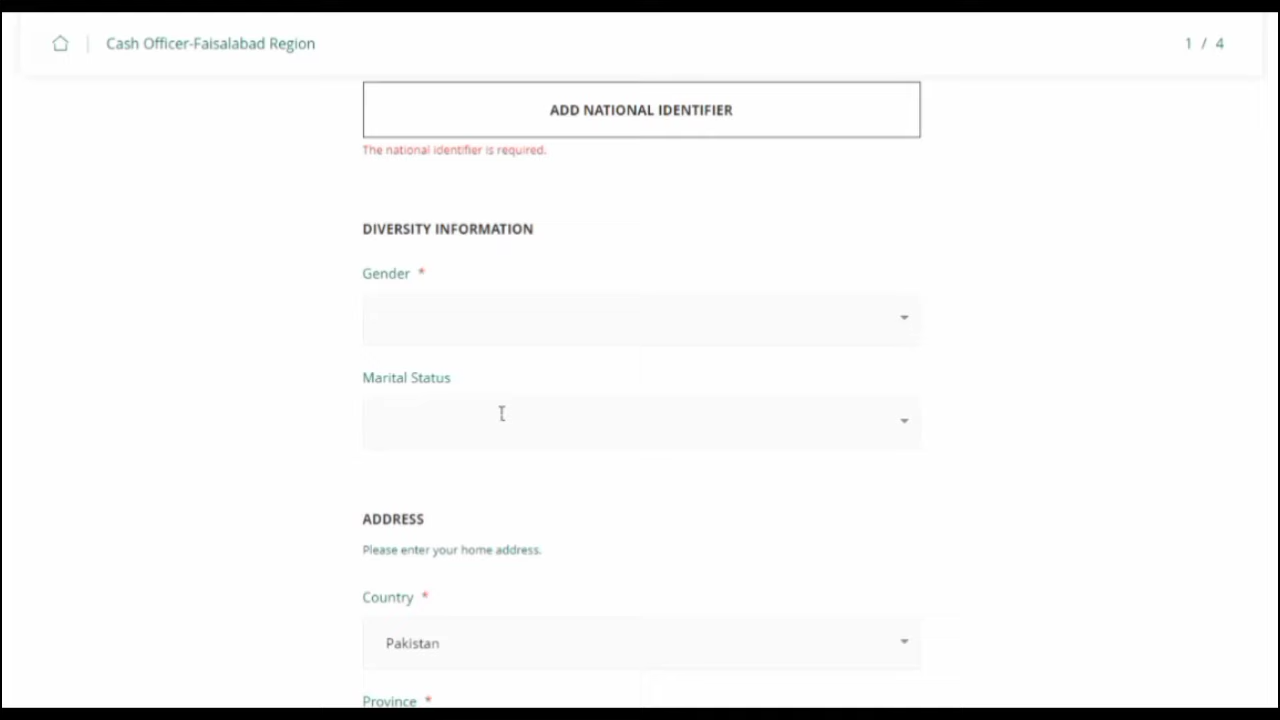 Cash Officer-Faisalabad Region
1 / 4
ADD NATIONAL IDENTIFIER
The national identifier is required.
DIVERSITY INFORMATION
Gender *
Marital Status
ADDRESS
Please enter your home address.
Country *
Pakistan
Province *